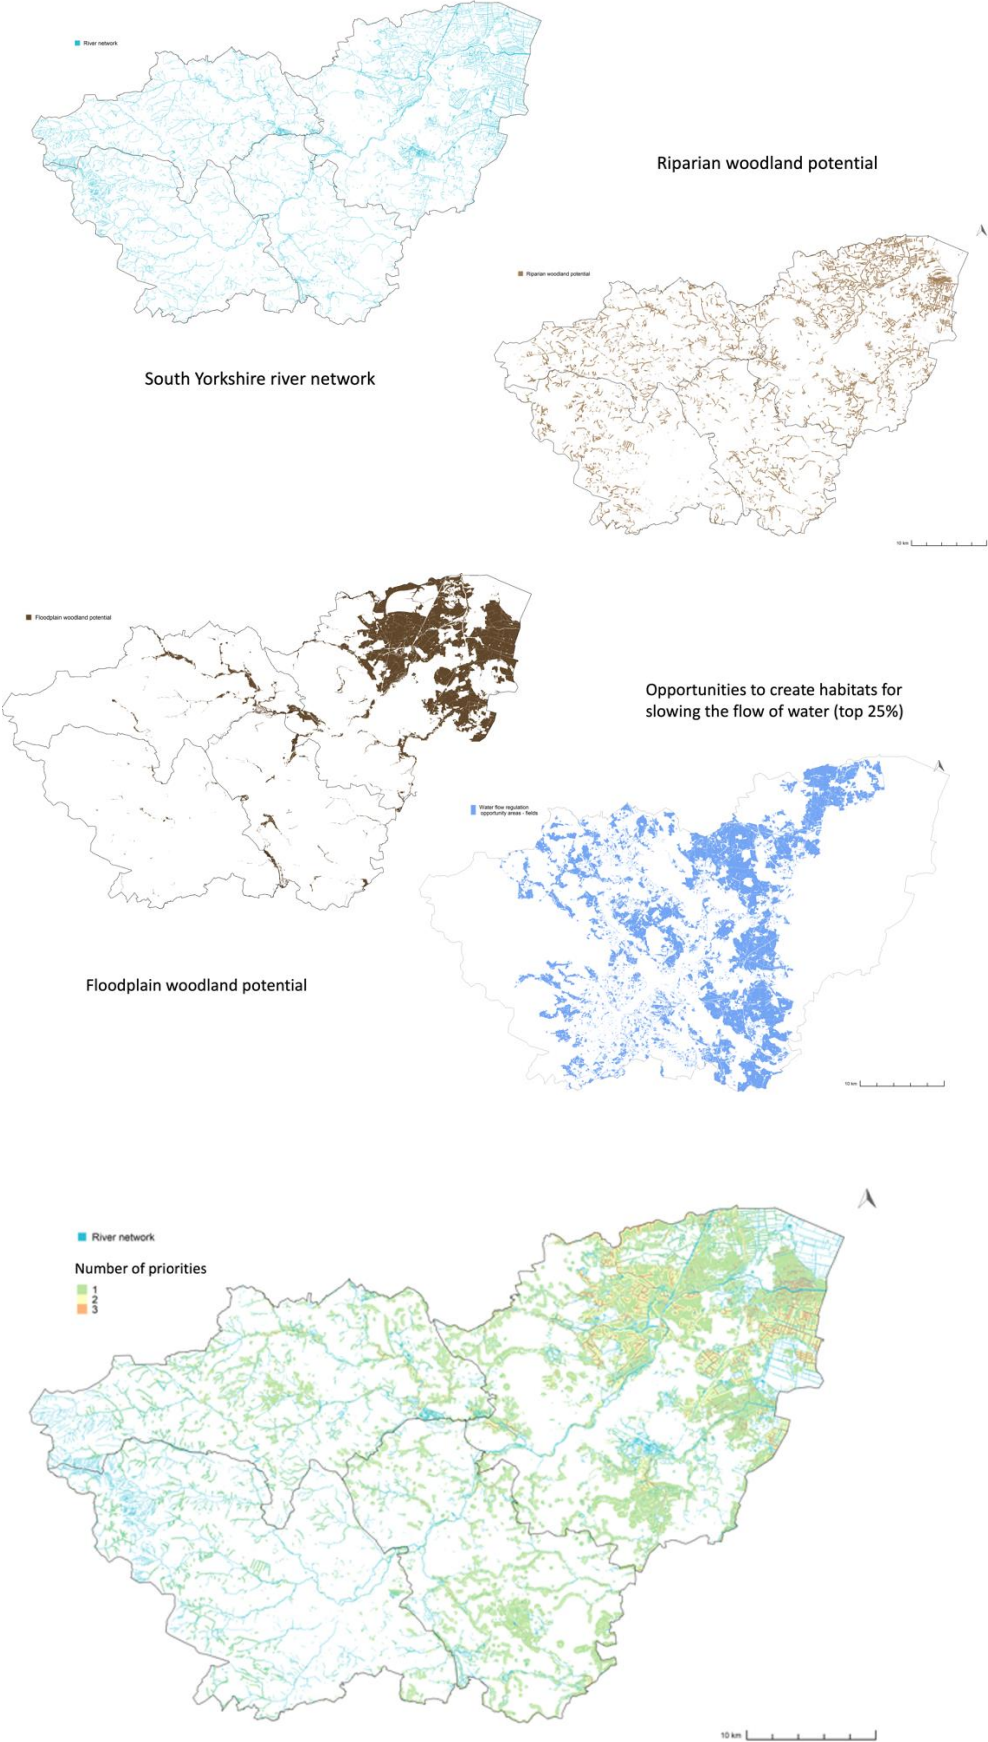 River network
Riparian woodland potential
Riparian woodland potential
South Yorkshire river network
10 km
Floodplain woodland potential
Opportunities to create habitats for
slowing the flow of water (top 25%)
Water flow regulation
opportunity areas - fields
Floodplain woodland potential
10 km
River network
Number of priorities
1
2
3
10 km